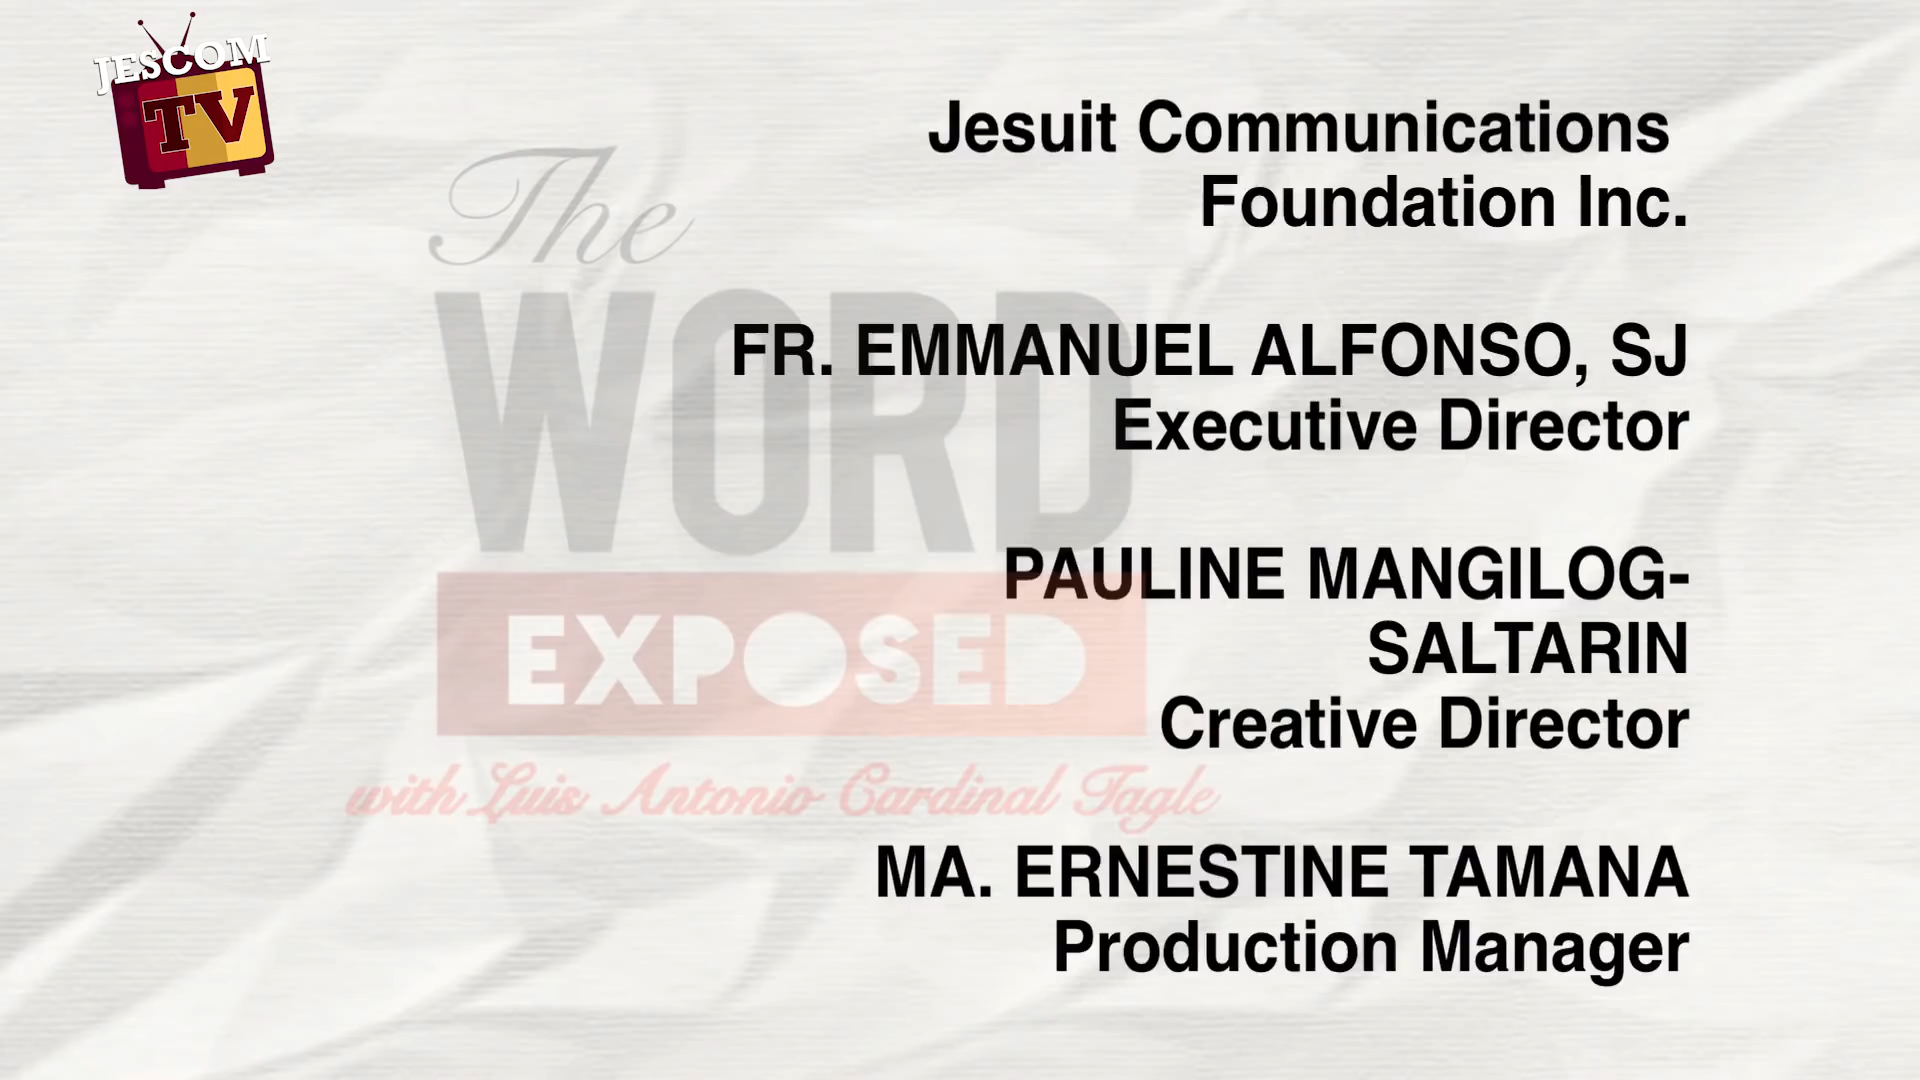 JESCOM
TV
Jesuit Communications
Foundation Inc.
The
WORD
EXPOSED
with Luis Antonio Cardinal Tagle
FR. EMMANUEL ALFONSO, SJ
Executive Director
PAULINE MANGILOG-
SALTARIN
Creative Director
MA. ERNESTINE TAMANA
Production Manager